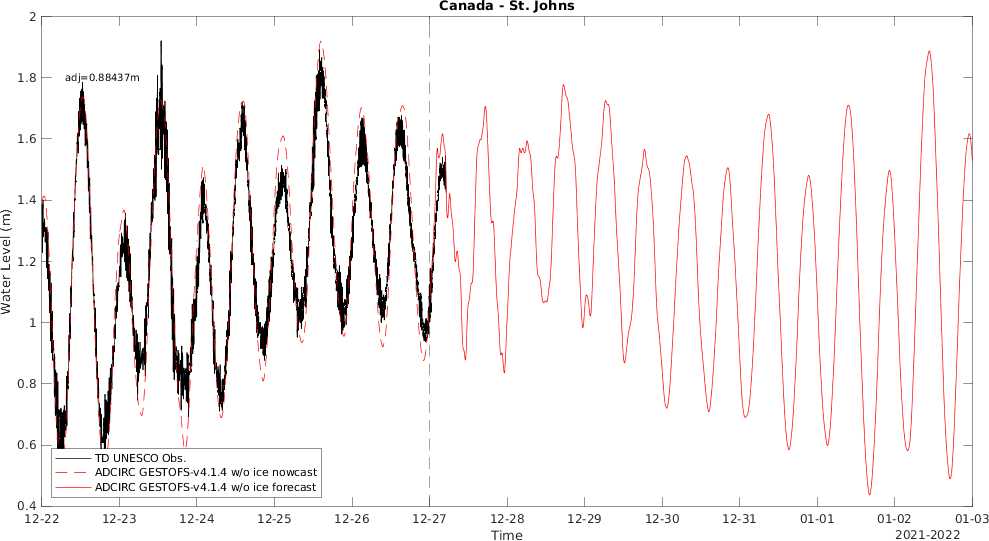 Canada - St. Johns
adj=0.88437m
Water Level (m)
2
1.8
1.6
1.4
1.2
1
0.8
0.6
0.4
TD UNESCO Obs.
ADCIRC GESTOFS-v4.1.4 w/o ice nowcast
ADCIRC GESTOFS-v4.1.4 w/o ice forecast
12-22 12-23 12-24 12-25 12-26 12-27 12-28 12-29 12-30 12-31 01-01 01-02 01-03
Time
2021-2022